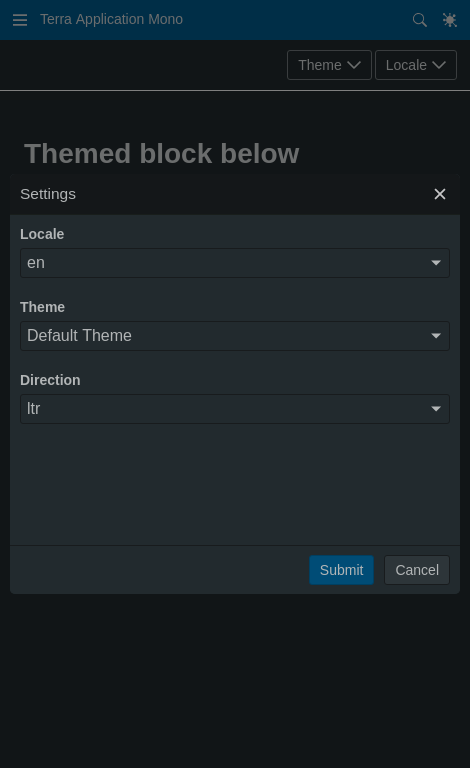 Terra Application Mono
Theme Locale
Themed block below
Settings
Locale
en
Theme
Default Theme
Direction
ltr
Submit Cancel